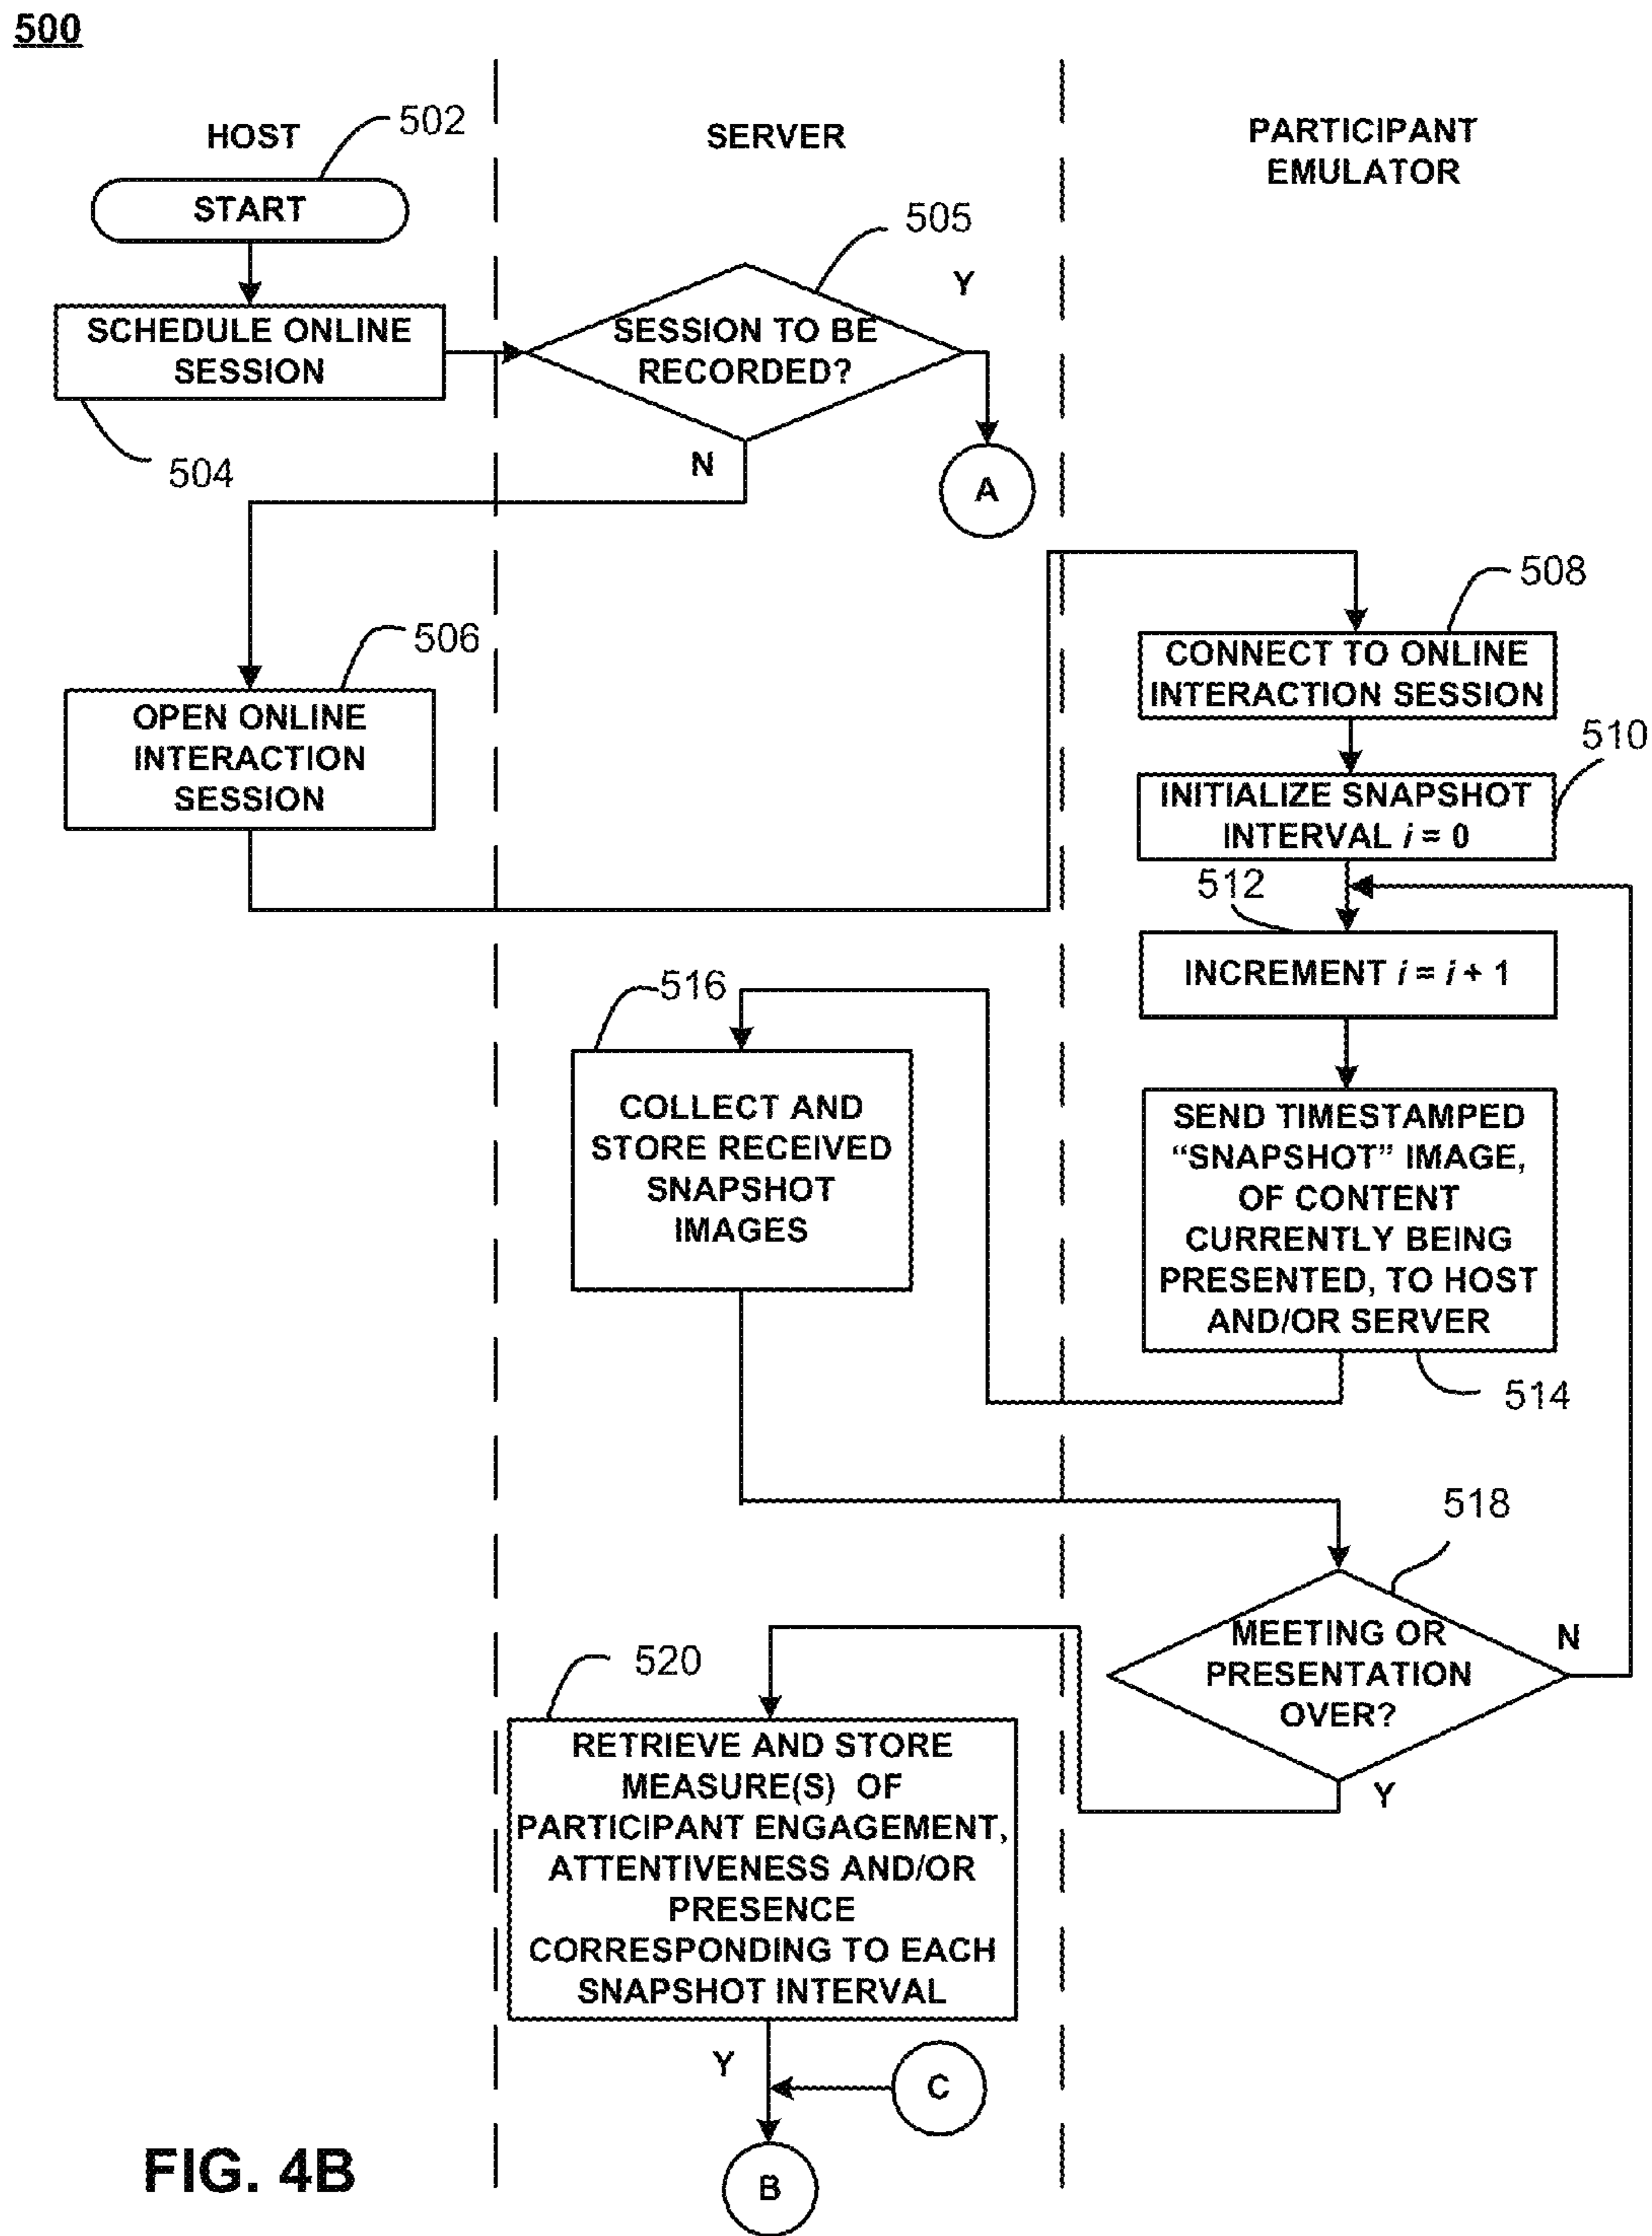 500
HOST
502
SERVER
PARTICIPANT
EMULATOR
START
505
Y
SCHEDULE ONLINE
SESSION
SESSION TO BE
RECORDED?
504
N
A
508
506
CONNECT TO ONLINE
INTERACTION SESSION
OPEN ONLINE
INTERACTION
SESSION
510
INITIALIZE SNAPSHOT
INTERVAL i = 0
512
INCREMENT i = i + 1
516
COLLECT AND
STORE RECEIVED
SNAPSHOT
IMAGES
SEND TIMESTAMPED
“SNAPSHOT” IMAGE,
OF CONTENT
CURRENTLY BEING
PRESENTED, TO HOST
AND/OR SERVER
514
518
MEETING OR
PRESENTATION
OVER?
N
Y
520
RETRIEVE AND STORE
MEASURE(S) OF
PARTICIPANT ENGAGEMENT,
ATTENTIVENESS AND/OR
PRESENCE
CORRESPONDING TO EACH
SNAPSHOT INTERVAL
Y
C
B
FIG. 4B